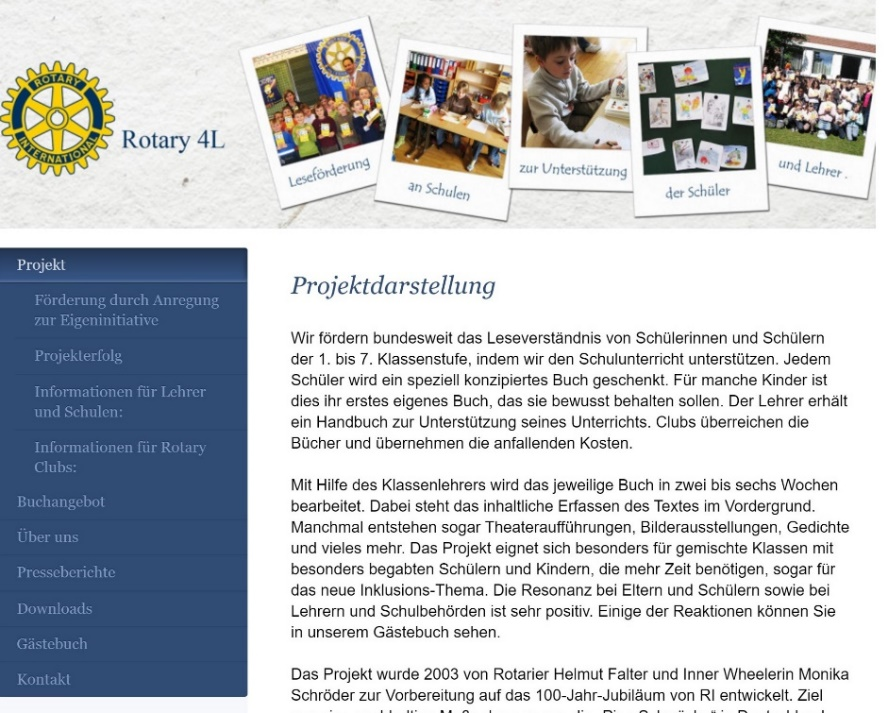 ROTARY
INTERNATIONAL
Rotary 4L
Leseförderung
an Schulen
zur Unterstützung
der Schüler
und Lehrer .
Projekt
Förderung durch Anregung
zur Eigeninitiative
Projekterfolg
Informationen für Lehrer
und Schulen:
Informationen für Rotary
Clubs:
Buchangebot
Über uns
Presseberichte
Downloads
Gästebuch
Kontakt
Projektdarstellung
Wir fördern bundesweit das Leseverständnis von Schülerinnen und Schülern
der 1. bis 7. Klassenstufe, indem wir den Schulunterricht unterstützen. Jedem
Schüler wird ein speziell konzipiertes Buch geschenkt. Für manche Kinder ist
dies ihr erstes eigenes Buch, das sie bewusst behalten sollen. Der Lehrer erhält
ein Handbuch zur Unterstützung seines Unterrichts. Clubs überreichen die
Bücher und übernehmen die anfallenden Kosten.
Mit Hilfe des Klassenlehrers wird das jeweilige Buch in zwei bis sechs Wochen
bearbeitet. Dabei steht das inhaltliche Erfassen des Textes im Vordergrund.
Manchmal entstehen sogar Theateraufführungen, Bilderausstellungen, Gedichte
und vieles mehr. Das Projekt eignet sich besonders für gemischte Klassen mit
besonders begabten Schülern und Kindern, die mehr Zeit benötigen, sogar für
das neue Inklusions-Thema. Die Resonanz bei Eltern und Schülern sowie bei
Lehrern und Schulbehörden ist sehr positiv. Einige der Reaktionen können Sie
in unserem Gästebuch sehen.
Das Projekt wurde 2003 von Rotarier Helmut Falter und Inner Wheelerin Monika
Schröder zur Vorbereitung auf das 100-Jahr-Jubiläum von RI entwickelt. Ziel